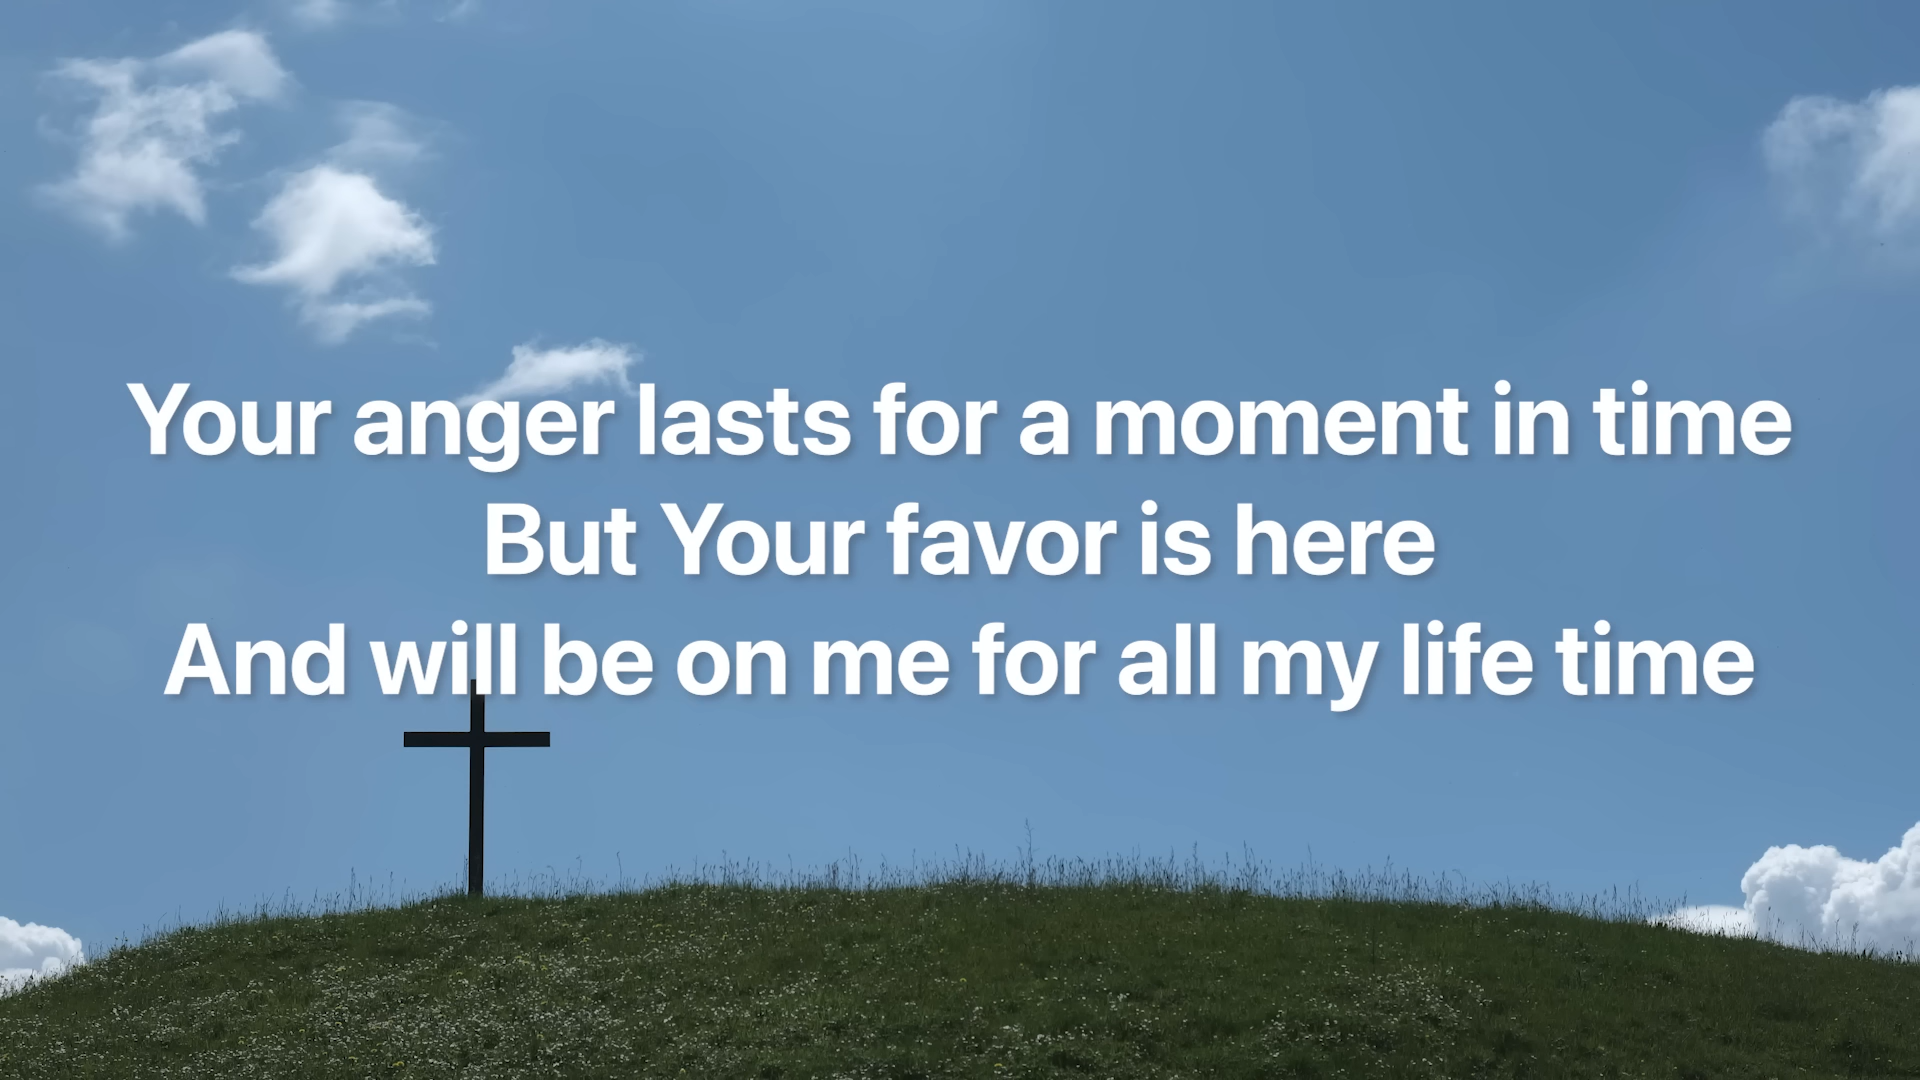 Your anger lasts for a moment in time
But Your favor is here
And will be on me for all my life time